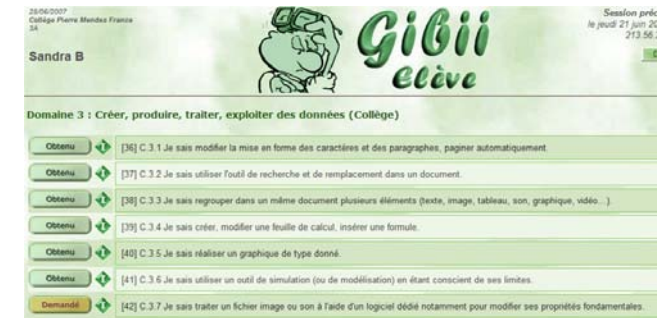 26/06/2007
Collège Pierre Mendes France
3A
Sandra B
Gibii
Elève
Session préc
le jeudi 21 juin 20
213.56.
Domaine 3 : Créer, produire, traiter, exploiter des données (Collège)
Obtenu [36] C.3.1 Je sais modifier la mise en forme des caractères et des paragraphes, paginer automatiquement.
Obtenu [37] C.3.2 Je sais utiliser l'outil de recherche et de remplacement dans un document.
Obtenu [38] C.3.3 Je sais regrouper dans un même document plusieurs éléments (texte, image, tableau, son, graphique, vidéo...).
Obtenu [39] C.3.4 Je sais créer, modifier une feuille de calcul, insérer une formule.
Obtenu [40] C.3.5 Je sais réaliser un graphique de type donné.
Obtenu [41] C.3.6 Je sais utiliser un outil de simulation (ou de modélisation) en étant conscient de ses limites.
Demandé [42] C.3.7 Je sais traiter un fichier image ou son à l'aide d'un logiciel dédié notamment pour modifier ses propriétés fondamentales.